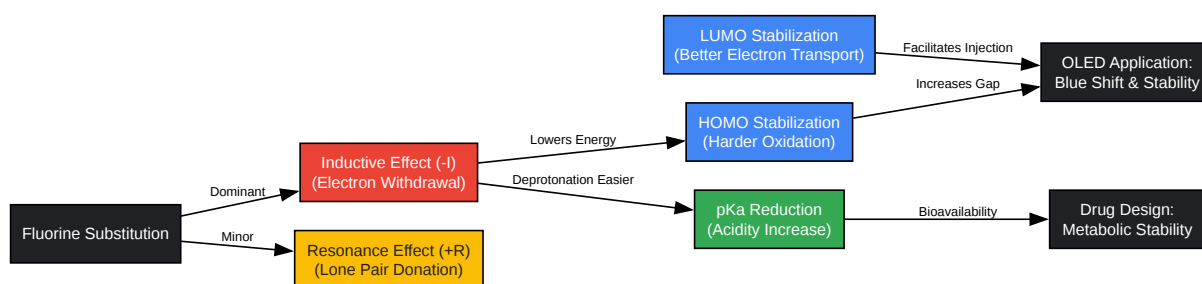 Fluorine Substitution
Dominant
Minor
Inductive Effect (-I)
(Electron Withdrawal)
Resonance Effect (+R)
(Lone Pair Donation)
Lowers Energy
Deprotonation Easier
LUMO Stabilization
(Better Electron Transport)
HOMO Stabilization
(Harder Oxidation)
pKa Reduction
(Acidity Increase)
Facilitates Injection
Increases Gap
Bioavailability
OLED Application:
Blue Shift & Stability
Drug Design:
Metabolic Stability